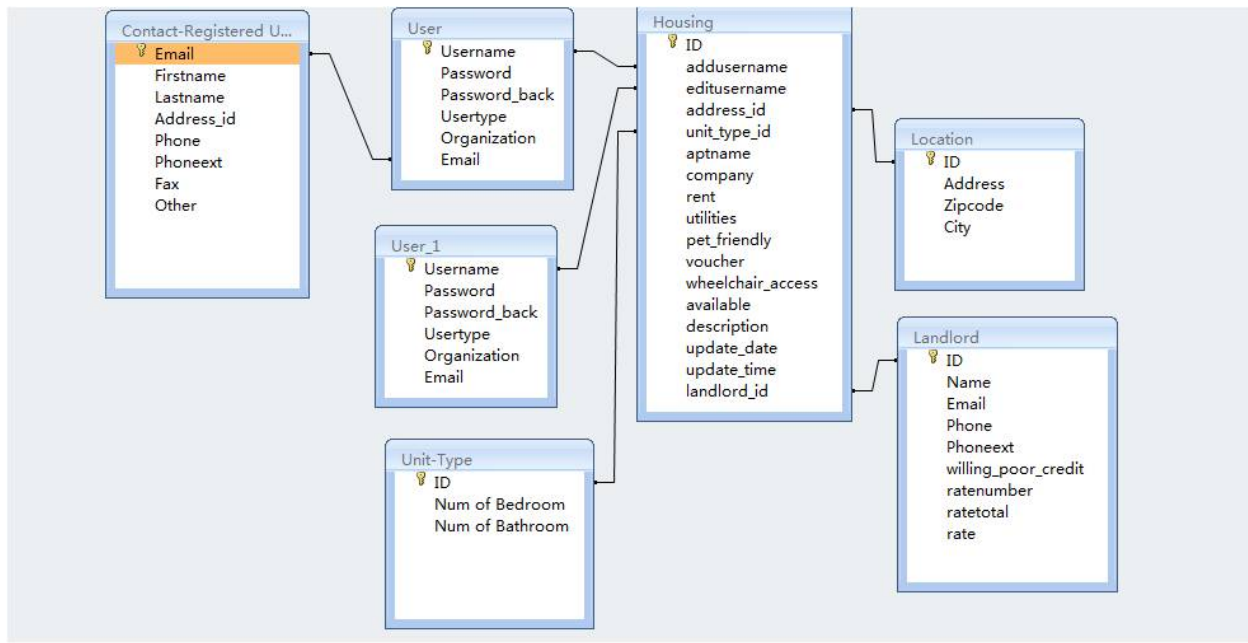 Contact-Registered U...
Email
Firstname
Lastname
Address_id
Phone
Phoneext
Fax
Other
User
Username
Password
Password_back
Usertype
Organization
Email
User_1
Username
Password
Password_back
Usertype
Organization
Email
Unit-Type
ID
Num of Bedroom
Num of Bathroom
Housing
ID
addusername
editusername
address_id
unit_type_id
aptname
company
rent
utilities
pet_friendly
voucher
wheelchair_access
available
description
update_date
update_time
landlord_id
Location
ID
Address
Zipcode
City
Landlord
ID
Name
Email
Phone
Phoneext
willing_poor_credit
ratenumber
ratetotal
rate